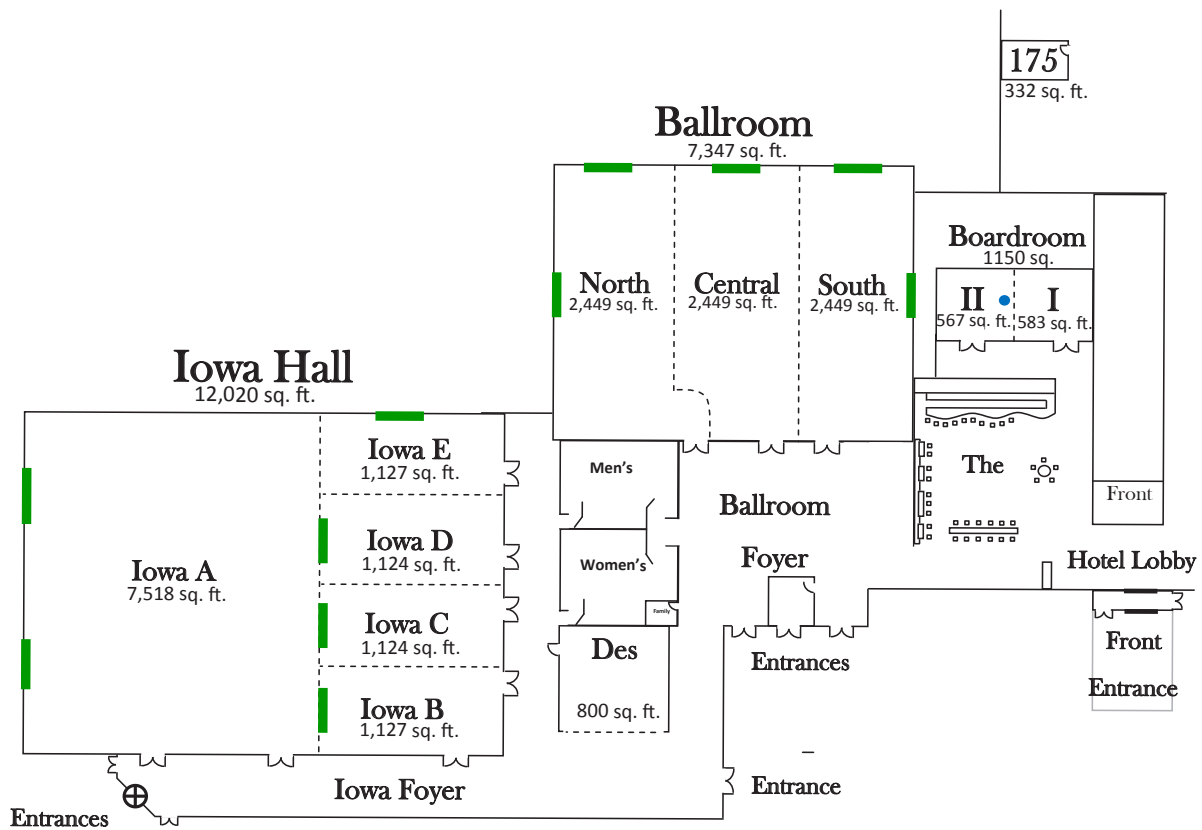 175
332 sq. ft.
Ballroom
7,347 sq. ft.
North
2,449 sq. ft.
Central
2,449 sq. ft.
South
2,449 sq. ft.
Boardroom
1150 sq.
II
567 sq. ft.
I
583 sq. ft.
Iowa Hall
12,020 sq. ft.
Iowa A
7,518 sq. ft.
Iowa E
1,127 sq. ft.
Iowa D
1,124 sq. ft.
Iowa C
1,124 sq. ft.
Iowa B
1,127 sq. ft.
Men's
Women's
Family
Des
800 sq. ft.
Ballroom
Foyer
The
Front
Hotel Lobby
Front
Entrance
Entrances
Entrance
Iowa Foyer
Entrances